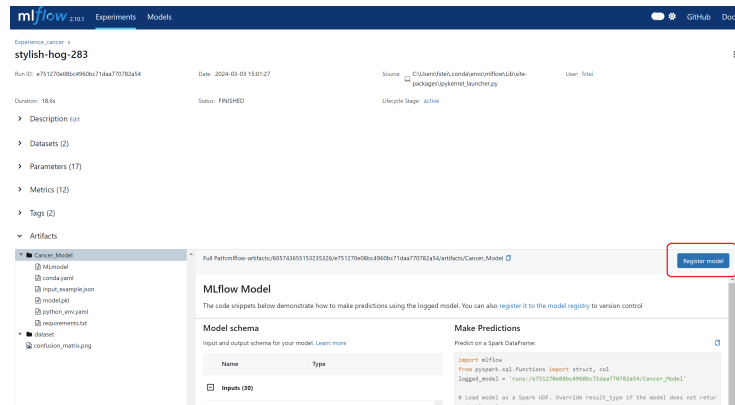 mlflow 2.10.1 Experiments Models GitHub Doc
Experience_cancer >
stylish-hog-283
Run ID: e751270e08bc4960bc71daa770782a54 Date: 2024-03-03 15:01:27 Source: C:\Users\fstei\.conda\envs\mlflow\Lib\site-packages\ipykernel_launcher.py User: fstei
Duration: 18.6s Status: FINISHED Lifecycle Stage: active
Description Edit
Datasets (2)
Parameters (17)
Metrics (12)
Tags (2)
Artifacts
Cancer_Model
MLmodel
conda.yaml
input_example.json
model.pkl
python_env.yaml
requirements.txt
dataset
confusion_matrix.png
Full Path:mlflow-artifacts:/605743655153235326/e751270e08bc4960bc71daa770782a54/artifacts/Cancer_Model
Register model
MLflow Model
The code snippets below demonstrate how to make predictions using the logged model. You can also register it to the model registry to version control
Model schema
Input and output schema for your model. Learn more
Name Type
Inputs (30)
Make Predictions
Predict on a Spark DataFrame:
import mlflow
from pyspark.sql.functions import struct, col
logged_model = 'runs:/e751270e08bc4960bc71daa770782a54/Cancer_Model'
# Load model as a Spark UDF. Override result_type if the model does not retur